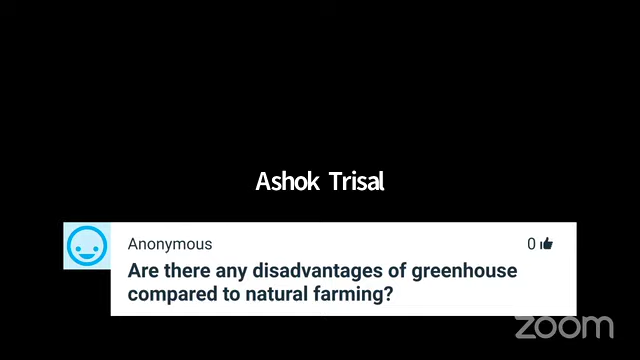 Ashok Trisal
Anonymous
0
Are there any disadvantages of greenhouse
compared to natural farming?
zoom